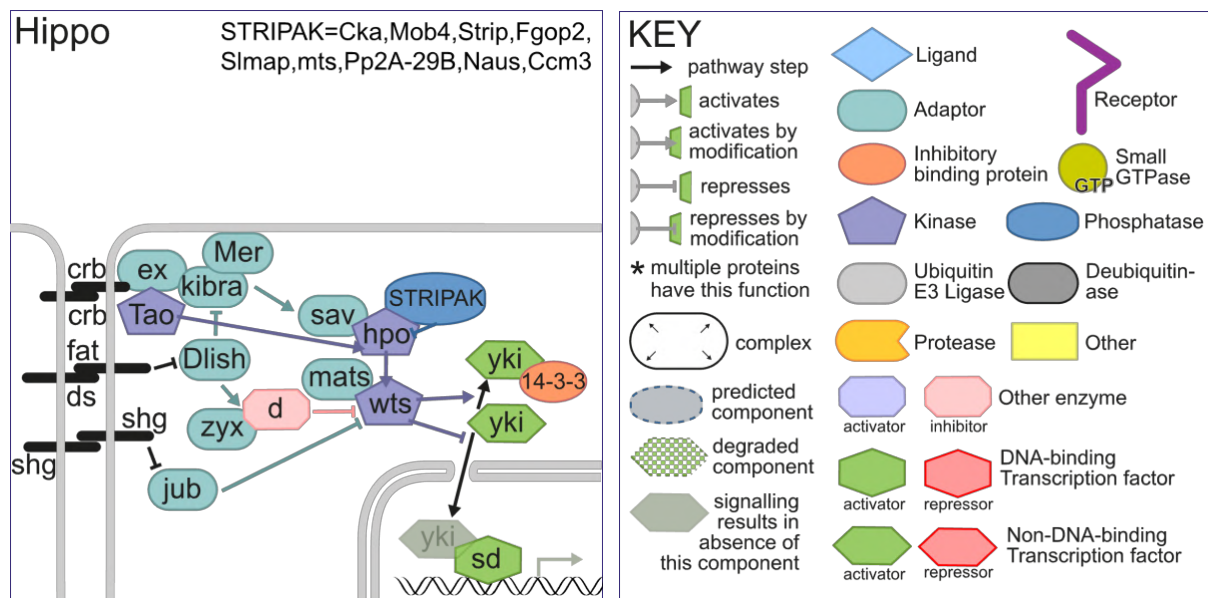 Hippo
STRIPAK=Cka,Mob4,Strip,Fgop2,
Slmap,mts,Pp2A-29B,Naus,Ccm3
crb
ex
Mer
kibra
crb
Tao
sav
STRIPAK
hpo
fat
Dlish
ds
mats
yki
14-3-3
d
wts
zyx
yki
shg
shg
jub
yki
sd
KEY
pathway step
activates
activates by
modification
represses
represses by
modification
* multiple proteins
have this function
complex
predicted
component
degraded
component
signalling
results in
absence of
this component
Ligand
Adaptor
Inhibitory
binding protein
Kinase
Ubiquitin
E3 Ligase
Protease
Receptor
GTP
Small
GTPase
Phosphatase
Deubiquitin-
ase
Other
Other enzyme
activator
inhibitor
DNA-binding
Transcription factor
activator
repressor
Non-DNA-binding
Transcription factor
activator
repressor